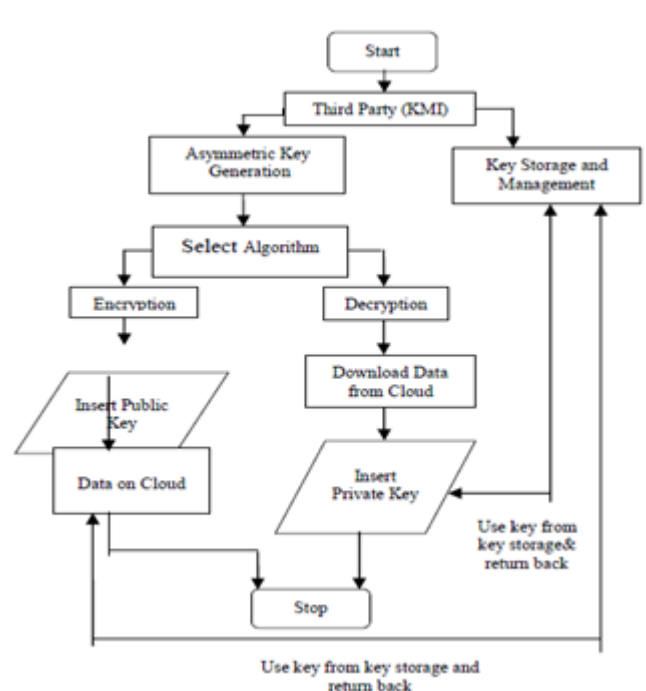 Start
Third Party (KMI)
Asymmetric Key
Generation
Key Storage and
Management
Select Algorithm
Encryption
Decryption
Download Data
from Cloud
Insert Public
Key
Data on Cloud
Insert
Private Key
Use key from
key storage&
return back
Stop
Use key from key storage and
return back